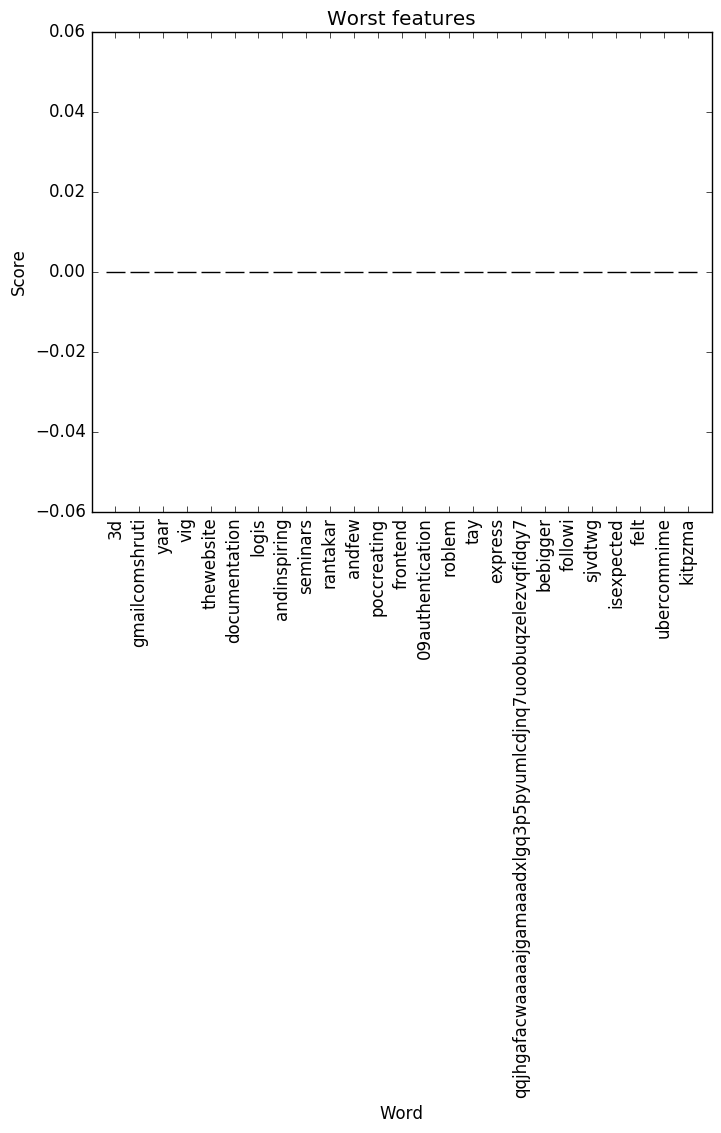 Worst features
0.06
0.04
0.02
0.00
−0.02
−0.04
−0.06
Score
3d
gmailcomshruti
yaar
vig
thewebsite
documentation
logis
andinspiring
seminars
rantakar
andfew
poccreating
frontend
09authentication
roblem
tay
express
qqjhgafacwaaaaajgamaaadxlgq3p5pyumlcdjnq7uoobuqzelezvqfidqy7
bebigger
followi
sjvdtwg
isexpected
felt
ubercommime
kitpzma
Word